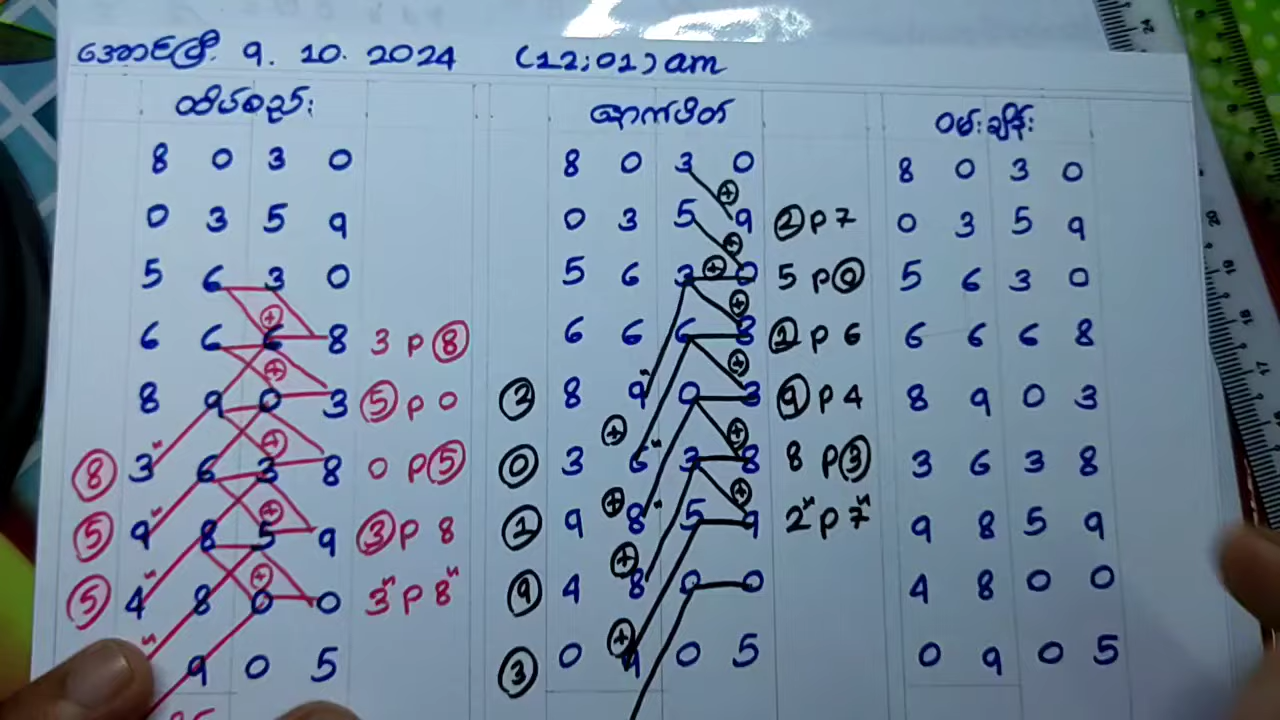 အောင်ကြီး 9. 10. 2024 (12;01) am
ထိပ်စည်း နောက်ပိတ် ဝမ်းချိန်း
8 0 3 0 8 0 3 0 8 0 3 0
0 3 5 9 0 3 5 9 2 p 7 0 3 5 9
5 6 3 0 5 6 3 0 5 p 0 5 6 3 0
6 6 6 8 3 p 8 6 6 6 8 1 p 6 6 6 6 8
8 9 0 3 5 p 0 3 8 9 0 3 9 p 4 8 9 0 3
8 3 6 3 8 0 p 5 0 3 6 3 8 8 p 3 3 6 3 8
5 9 8 5 9 3 p 8 1 9 8 5 9 2 p 7 9 8 5 9
5 4 8 0 0 3 p 8 9 4 8 0 0 4 8 0 0
9 0 5 3 0 9 0 5 0 9 0 5